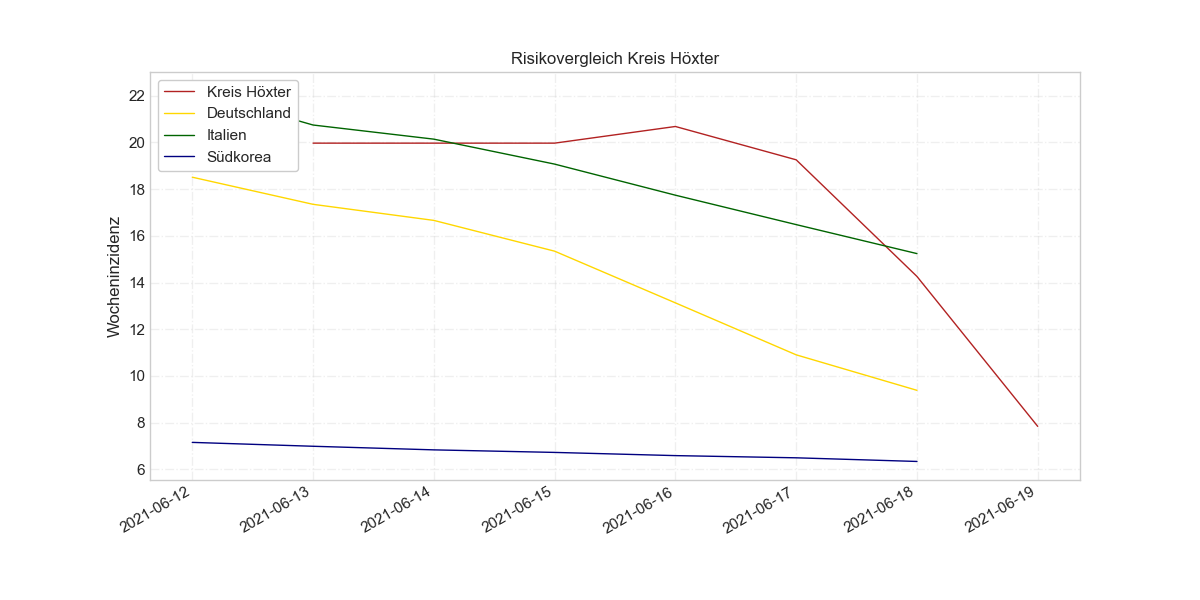 Risikovergleich Kreis Höxter
Kreis Höxter
Deutschland
Italien
Südkorea
Wocheninzidenz
22
20
18
16
14
12
10
8
6
2021-06-12
2021-06-13
2021-06-14
2021-06-15
2021-06-16
2021-06-17
2021-06-18
2021-06-19